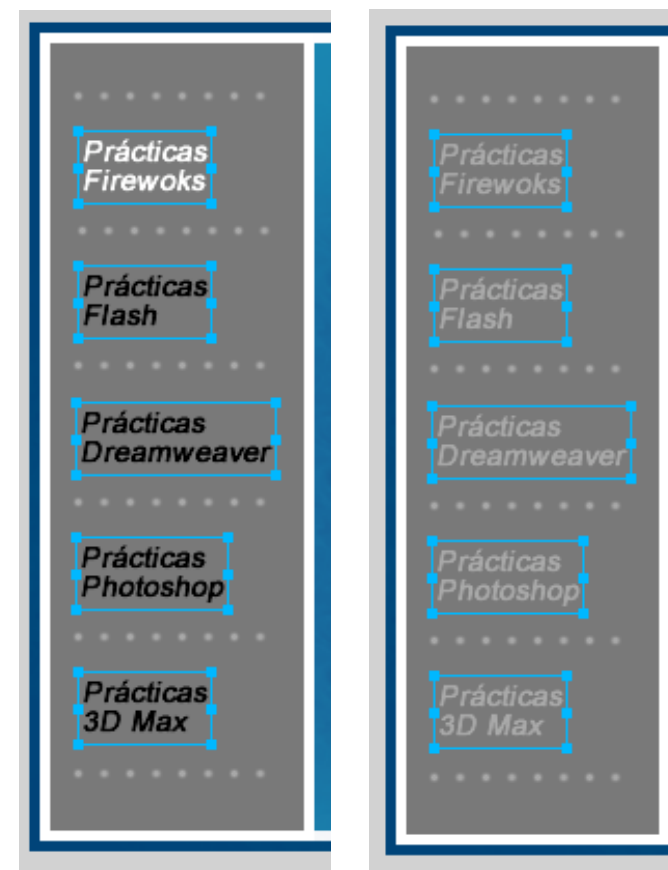 Prácticas
Firewoks
Prácticas
Flash
Prácticas
Dreamweaver
Prácticas
Photoshop
Prácticas
3D Max
Prácticas
Firewoks
Prácticas
Flash
Prácticas
Dreamweaver
Prácticas
Photoshop
Prácticas
3D Max